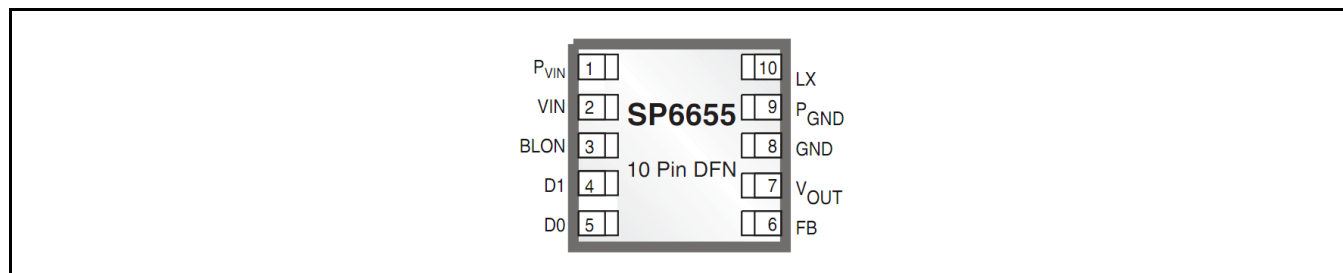 PVIN 1 10 LX
VIN 2 SP6655 9 PGND
BLON 3 8 GND
D1 4 10 Pin DFN 7 VOUT
D0 5 6 FB